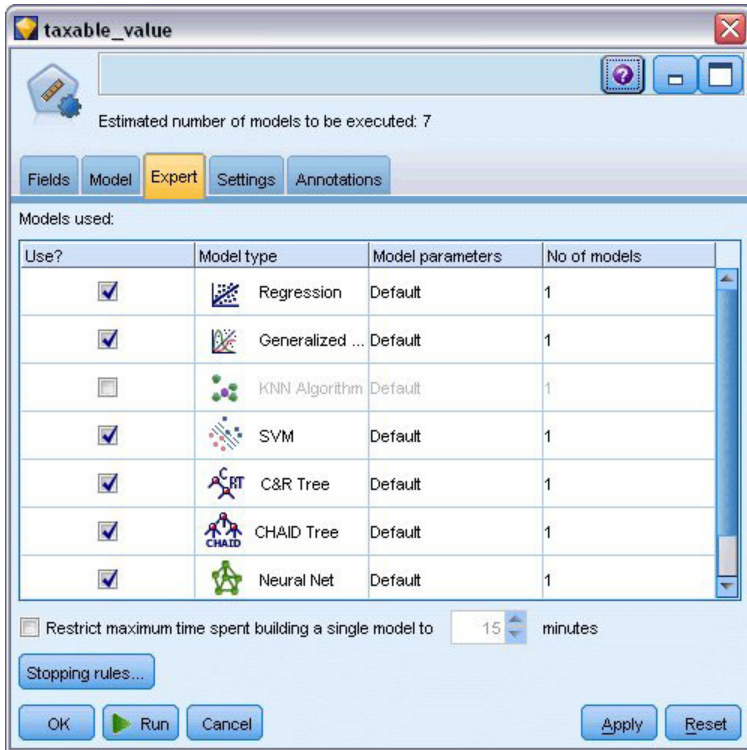 taxable_value
Estimated number of models to be executed: 7
Fields Model Expert Settings Annotations
Models used:
Use? Model type Model parameters No of models
Regression Default 1
Generalized ... Default 1
KNN Algorithm Default 1
SVM Default 1
C&R Tree Default 1
CHAID CHAID Tree Default 1
Neural Net Default 1
Restrict maximum time spent building a single model to 15 minutes
Stopping rules...
OK Run Cancel Apply Reset